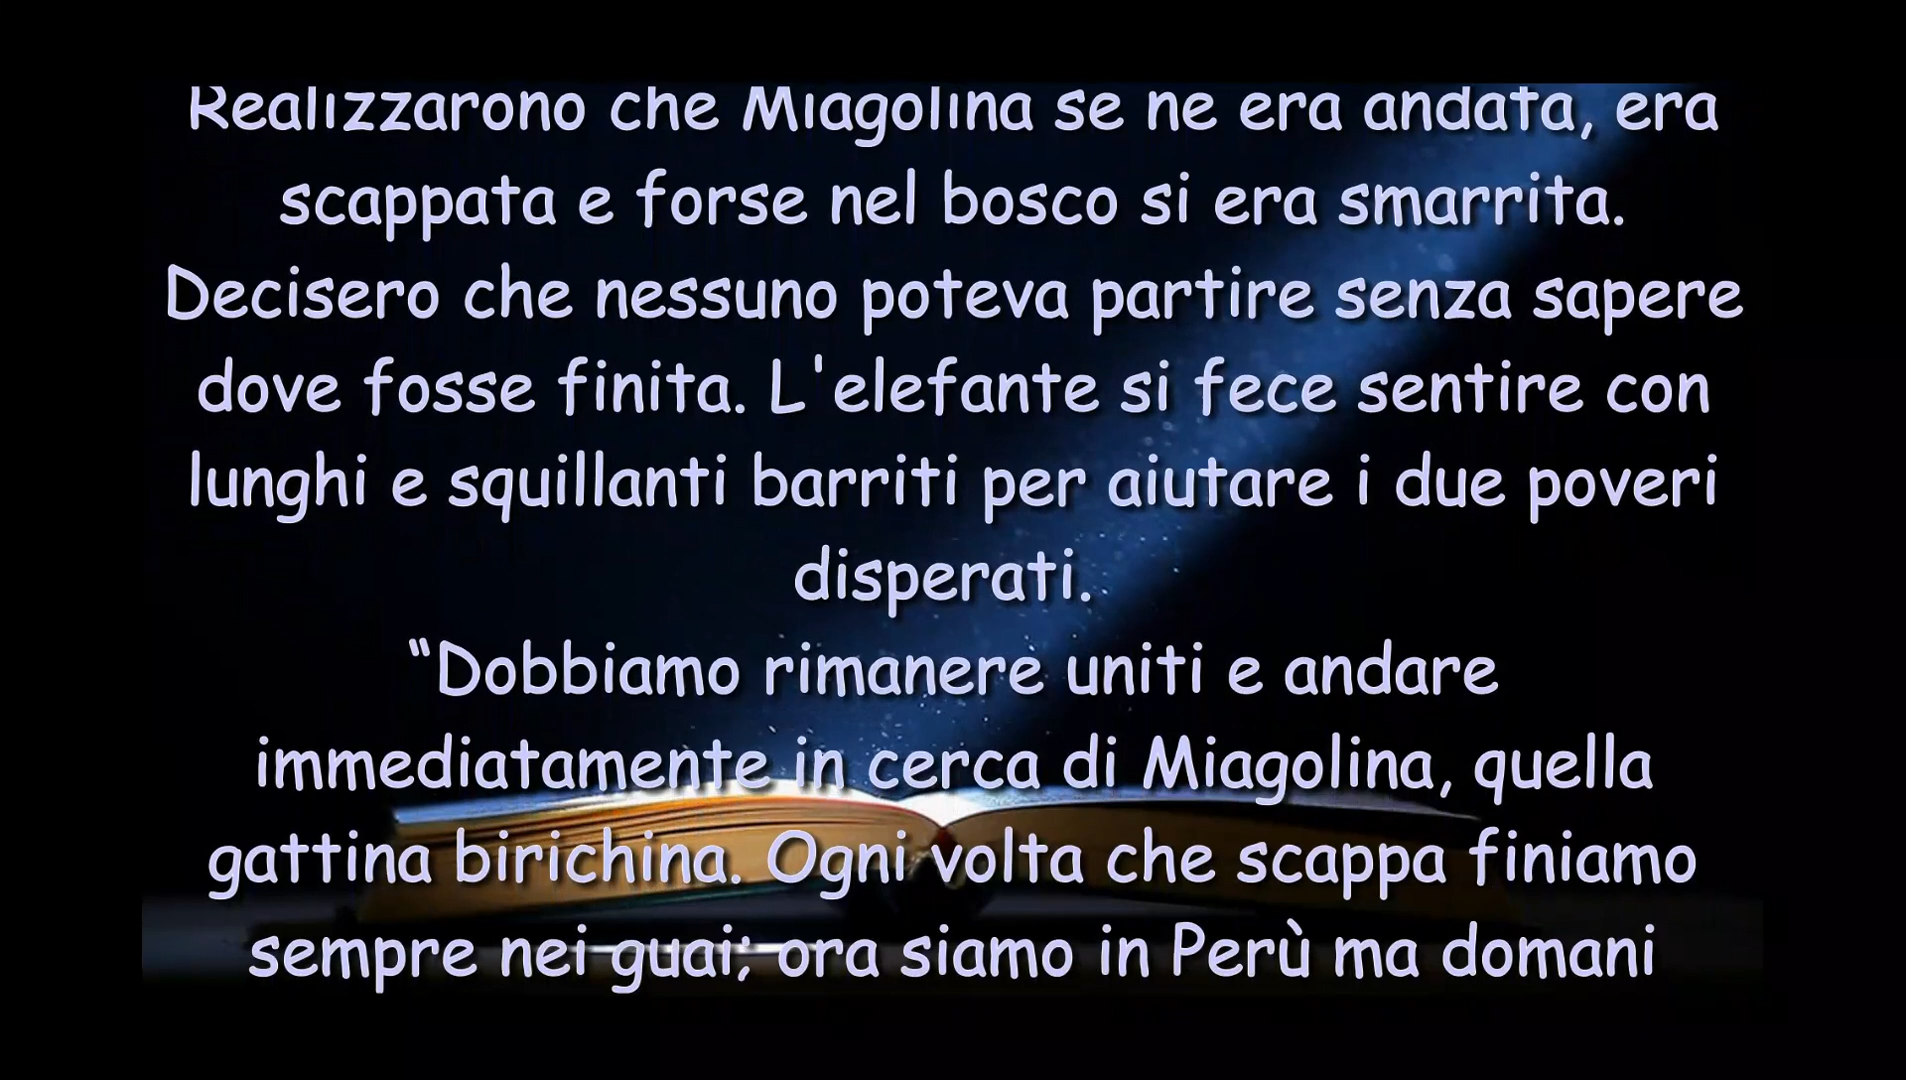 Realizzarono che Miagolina se ne era andata, era
scappata e forse nel bosco si era smarrita.
Decisero che nessuno poteva partire senza sapere
dove fosse finita. L'elefante si fece sentire con
lunghi e squillanti barriti per aiutare i due poveri
disperati.
“Dobbiamo rimanere uniti e andare
immediatamente in cerca di Miagolina, quella
gattina birichina. Ogni volta che scappa finiamo
sempre nei guai; ora siamo in Perù ma domani